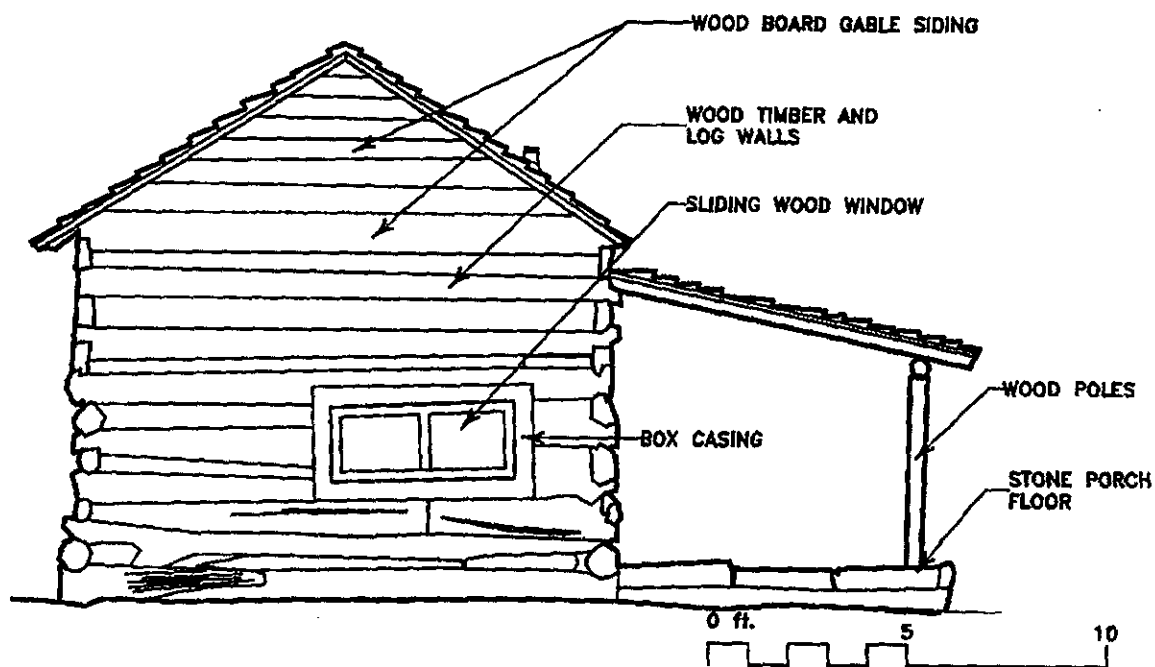 WOOD BOARD GABLE SIDING
WOOD TIMBER AND
LOG WALLS
SLIDING WOOD WINDOW
WOOD POLES
BOX CASING
STONE PORCH
FLOOR
0 ft.
5
10